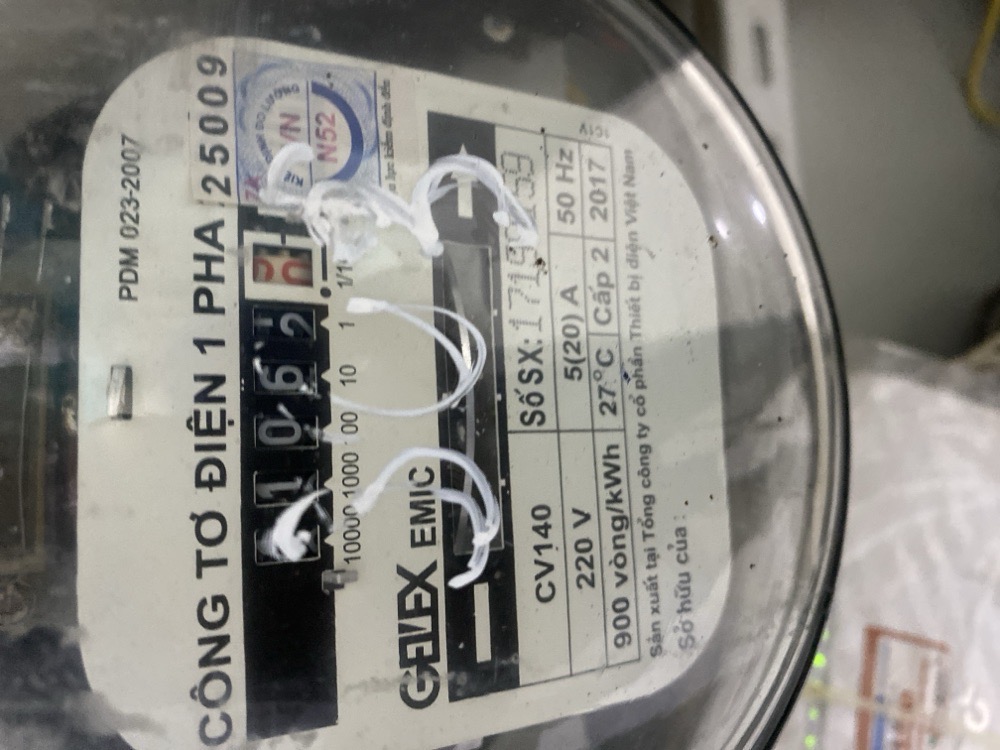 PDM 023-2007
CÔNG TƠ ĐIỆN 1 PHA
25009
N52
1062
10000 1000 100 10 1 1/10
GELEX EMIC
CV140 Số SX:
220 V 5(20) A 50 Hz
900 vòng/kWh 27°C Cấp 2 2017
Sản xuất tại Tổng công ty cổ phần Thiết bị điện Việt Nam
Sở hữu của :
1C1V